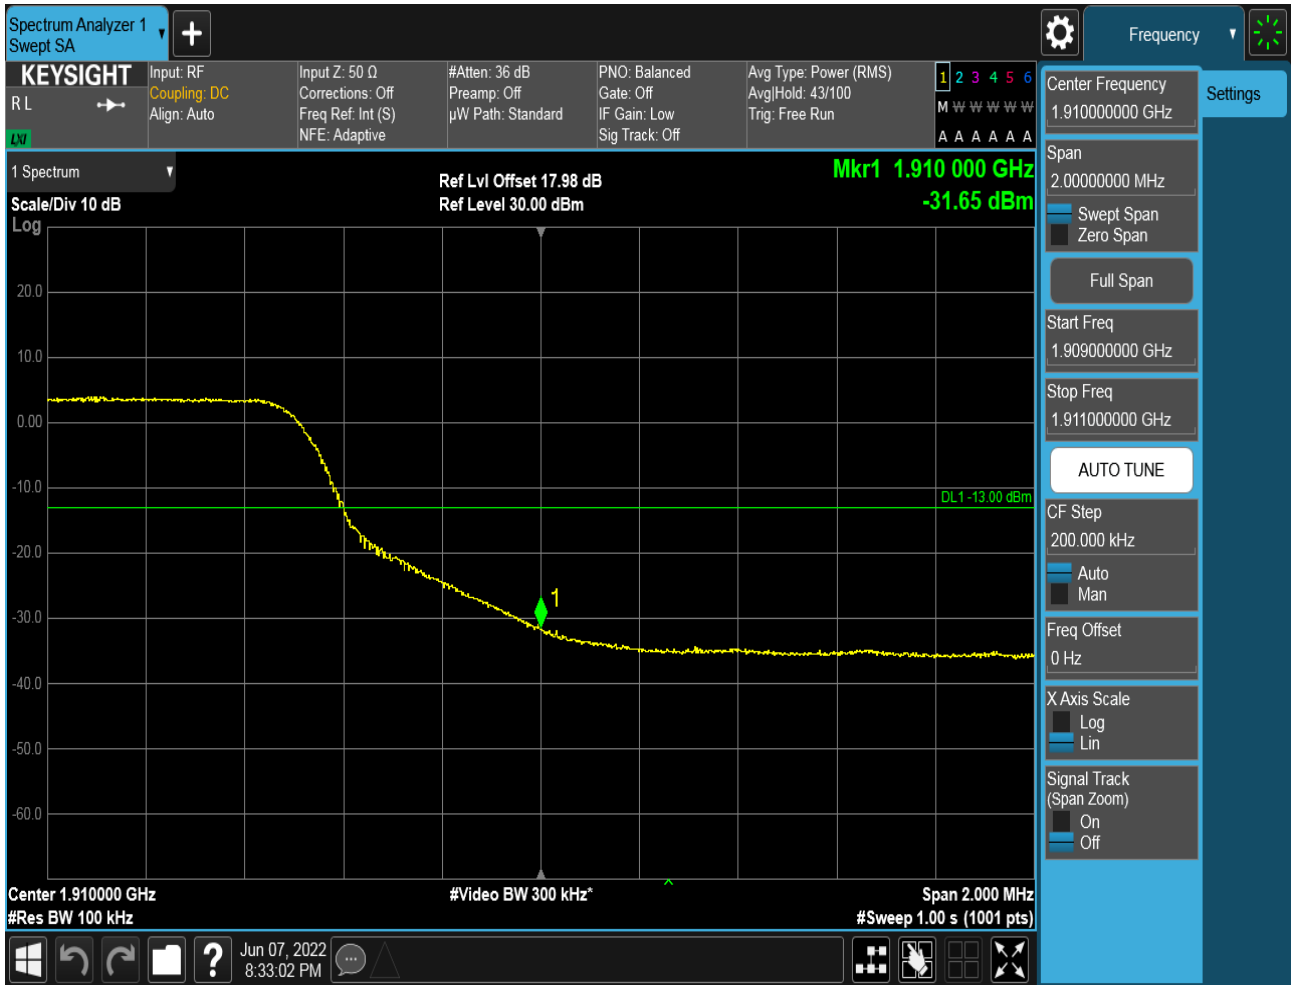 Spectrum Analyzer 1
Swept SA
Frequency
KEYSIGHT
R L
LXI
Input: RF
Coupling: DC
Align: Auto
Input Z: 50 Ω
Corrections: Off
Freq Ref: Int (S)
NFE: Adaptive
#Atten: 36 dB
Preamp: Off
µW Path: Standard
PNO: Balanced
Gate: Off
IF Gain: Low
Sig Track: Off
Avg Type: Power (RMS)
Avg|Hold: 43/100
Trig: Free Run
1 2 3 4 5 6
M W W W W W
A A A A A A
1 Spectrum
Scale/Div 10 dB
Log
Ref Lvl Offset 17.98 dB
Ref Level 30.00 dBm
Mkr1 1.910 000 GHz
-31.65 dBm
20.0
10.0
0.00
-10.0
-20.0
-30.0
-40.0
-50.0
-60.0
DL1 -13.00 dBm
1
Center 1.910000 GHz
#Video BW 300 kHz*
Span 2.000 MHz
#Res BW 100 kHz
#Sweep 1.00 s (1001 pts)
?
Jun 07, 2022
8:33:02 PM
Center Frequency
1.910000000 GHz
Settings
Span
2.00000000 MHz
Swept Span
Zero Span
Full Span
Start Freq
1.909000000 GHz
Stop Freq
1.911000000 GHz
AUTO TUNE
CF Step
200.000 kHz
Auto
Man
Freq Offset
0 Hz
X Axis Scale
Log
Lin
Signal Track
(Span Zoom)
On
Off